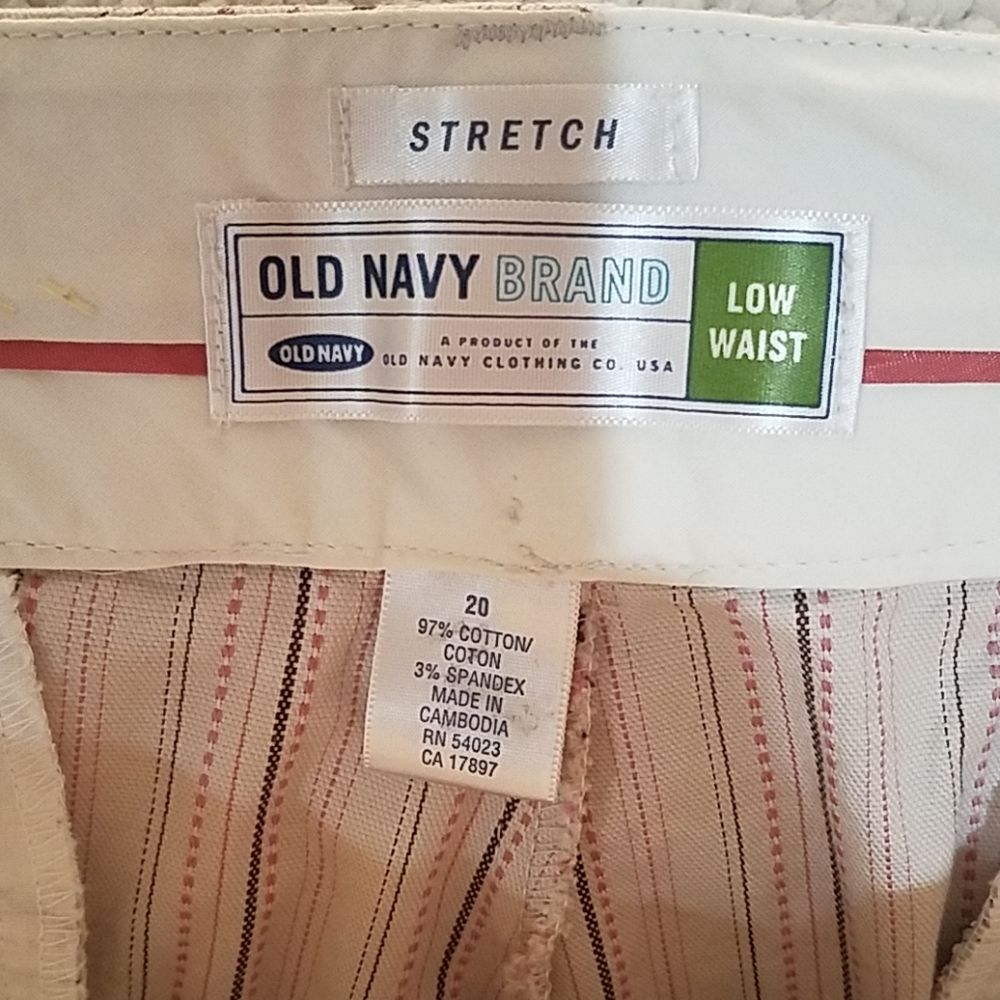 STRETCH
OLD NAVY BRAND
LOW
WAIST
OLD NAVY
A PRODUCT OF THE
OLD NAVY CLOTHING CO. USA
20
97% COTTON/
COTON
3% SPANDEX
MADE IN
CAMBODIA
RN 54023
CA 17897